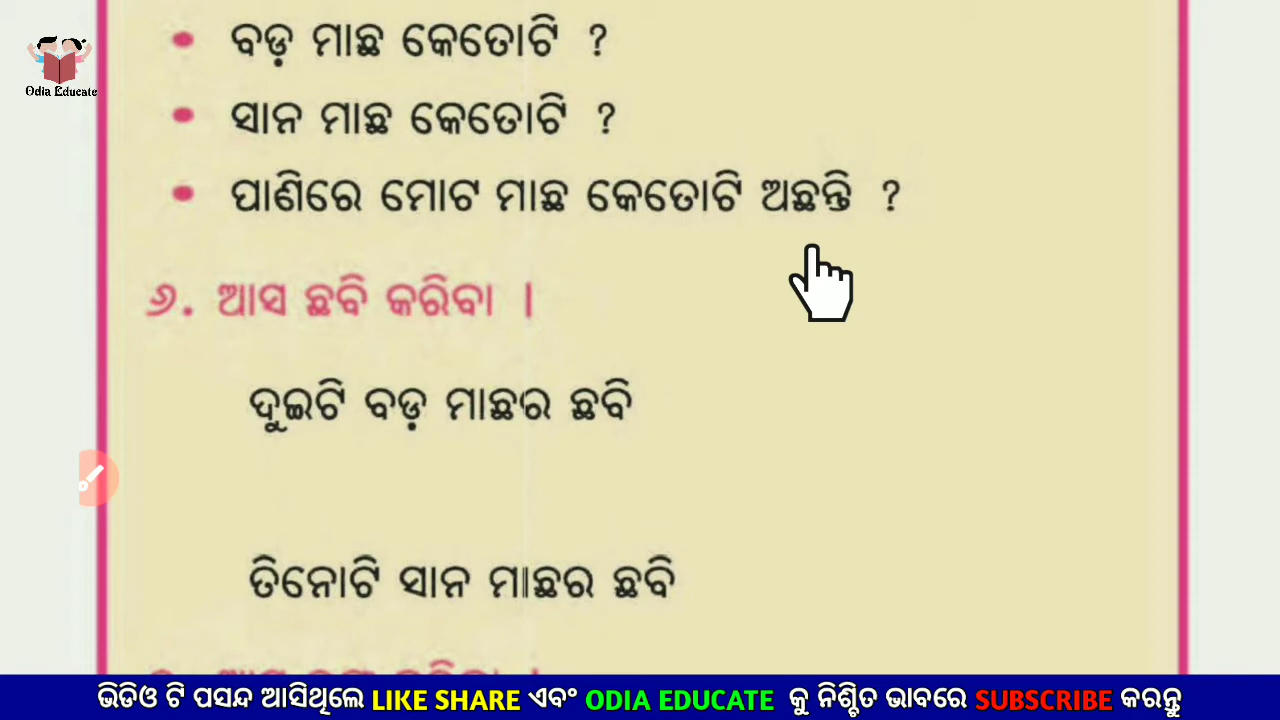 Odia Educate
• ବଡ଼ ମାଛ କେତୋଟି ?
• ସାନ ମାଛ କେତୋଟି ?
• ପାଣିରେ ମୋଟ ମାଛ କେତୋଟି ଅଛନ୍ତି ?
୬. ଆସ ଛବି କରିବା ।
ଦୁଇଟି ବଡ଼ ମାଛର ଛବି
ତିନୋଟି ସାନ ମାଛର ଛବି
ଭିଡିଓ ଟି ପସନ୍ଦ ଆସିଥିଲେ LIKE SHARE ଏବଂ ODIA EDUCATE କୁ ନିଶ୍ଚିତ ଭାବରେ SUBSCRIBE କରନ୍ତୁ